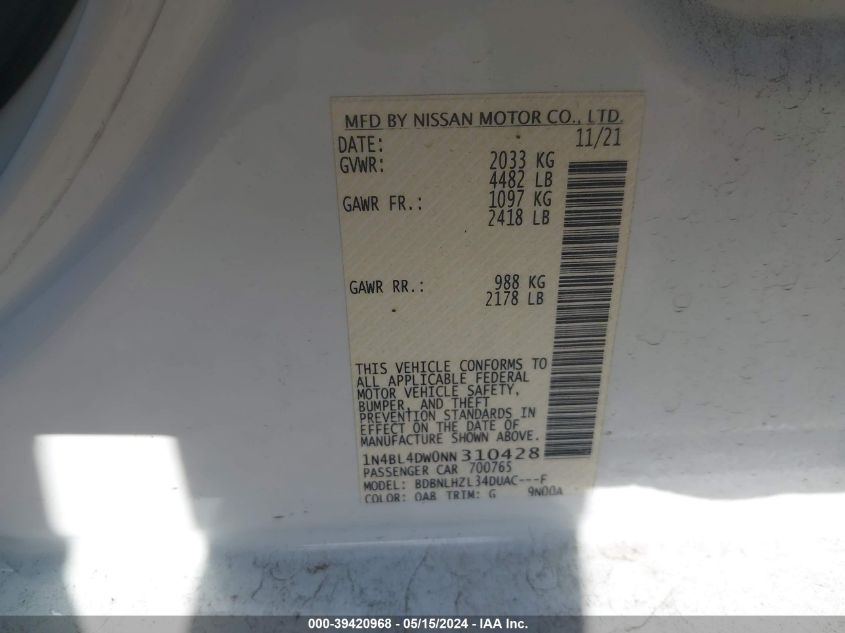 MFD BY NISSAN MOTOR CO., LTD.
DATE: 11/21
GVWR: 2033 KG
4482 LB
GAWR FR.: 1097 KG
2418 LB
GAWR RR.: 988 KG
2178 LB
THIS VEHICLE CONFORMS TO
ALL APPLICABLE FEDERAL
MOTOR VEHICLE SAFETY,
BUMPER, AND THEFT
PREVENTION STANDARDS IN
EFFECT ON THE DATE OF
MANUFACTURE SHOWN ABOVE.
1N4BL4DW0NN310428
PASSENGER CAR 700765
MODEL: BDBNLHZL34DUAC---F
COLOR: QAB TRIM: G 9N00A
000-39420968 - 05/15/2024 - IAA Inc.